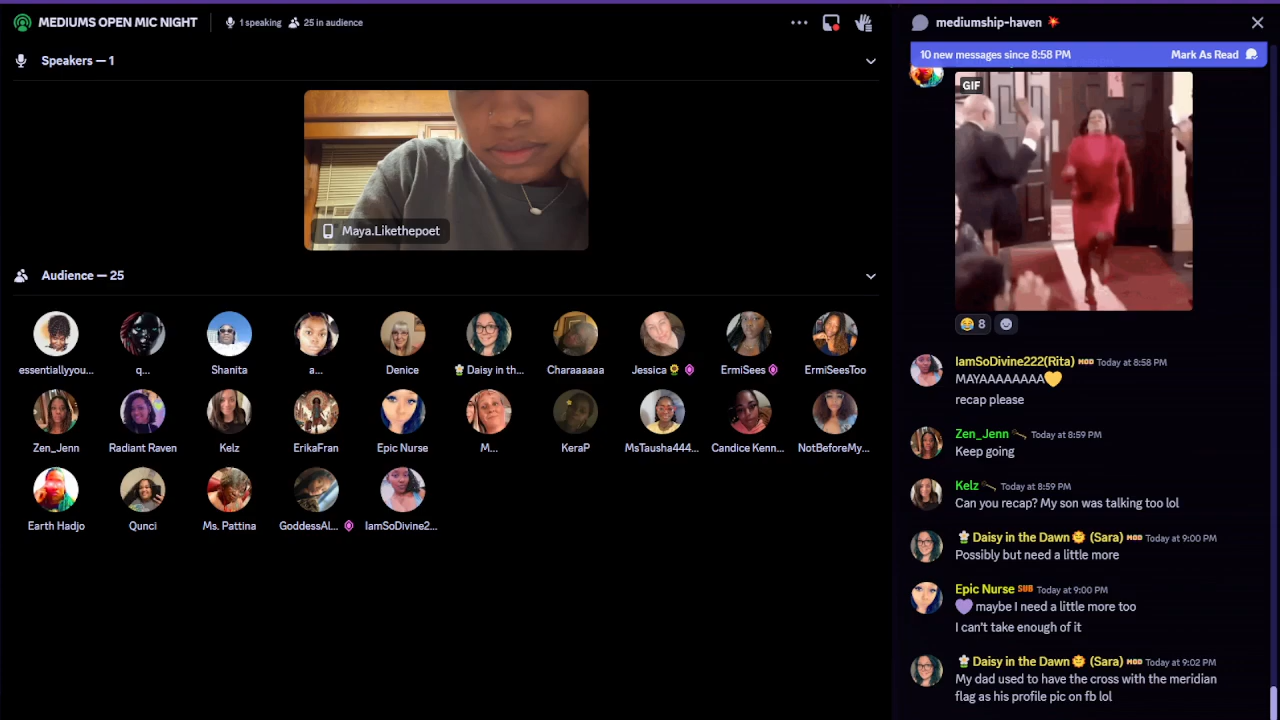 MEDIUMS OPEN MIC NIGHT
1 speaking 25 in audience
Speakers — 1
Maya.Likethepoet
Audience — 25
essentiallyyou...
q...
Shanita
a...
Denice
Daisy in th...
Charaaaaaa
Jessica
ErmiSees
ErmiSeesToo
Zen_Jenn
Radiant Raven
Kelz
ErikaFran
Epic Nurse
M...
KeraP
MsTausha444...
Candice Kenn...
NotBeforeMy...
Earth Hadjo
Qunci
Ms. Pattina
GoddessAl...
IamSoDivine2...
mediumship-haven
10 new messages since 8:58 PM Mark As Read
GIF
😂 8
IamSoDivine222(Rita) MOD Today at 8:58 PM
MAYAAAAAAAA💛
recap please
Zen_Jenn Today at 8:59 PM
Keep going
Kelz Today at 8:59 PM
Can you recap? My son was talking too lol
Daisy in the Dawn🌞 (Sara) MOD Today at 9:00 PM
Possibly but need a little more
Epic Nurse SUB Today at 9:00 PM
💜 maybe I need a little more too
I can't take enough of it
Daisy in the Dawn🌞 (Sara) MOD Today at 9:02 PM
My dad used to have the cross with the meridian
flag as his profile pic on fb lol